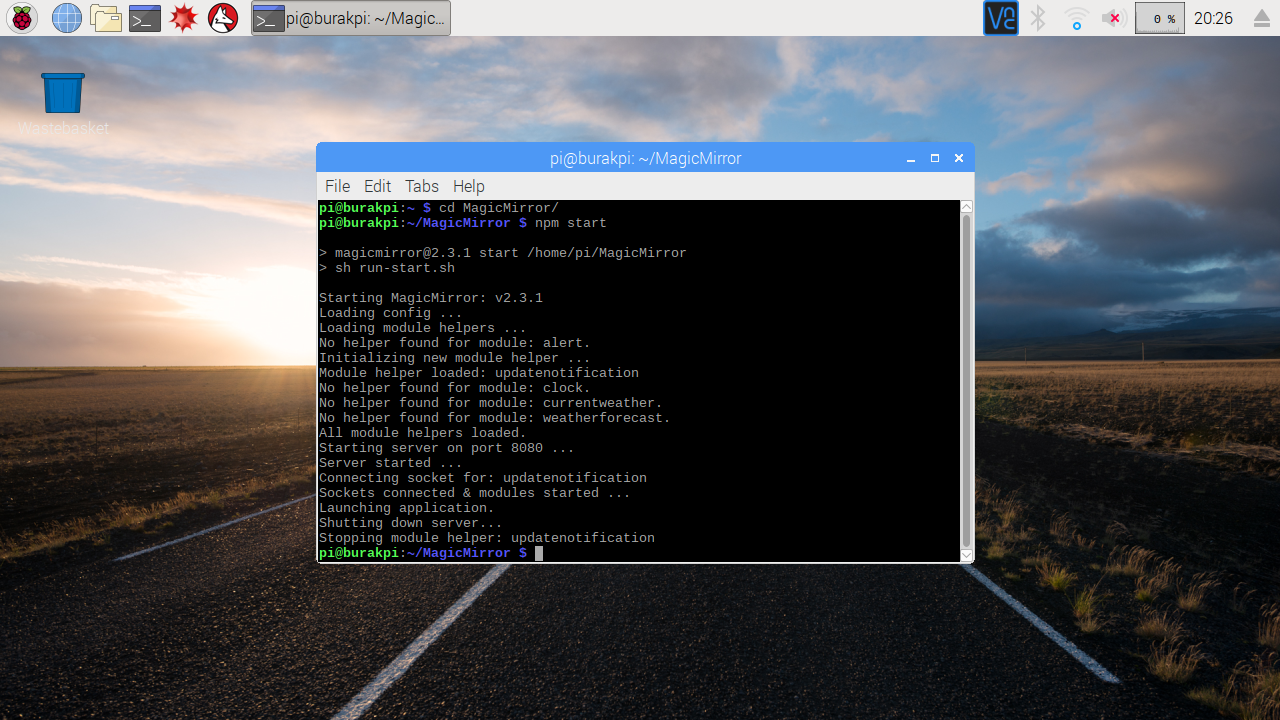 pi@burakpi: ~/Magic...
0 %
20:26
Wastebasket
pi@burakpi: ~/MagicMirror
File Edit Tabs Help
pi@burakpi:~ $ cd MagicMirror/
pi@burakpi:~/MagicMirror $ npm start
> magicmirror@2.3.1 start /home/pi/MagicMirror
> sh run-start.sh
Starting MagicMirror: v2.3.1
Loading config ...
Loading module helpers ...
No helper found for module: alert.
Initializing new module helper ...
Module helper loaded: updatenotification
No helper found for module: clock.
No helper found for module: currentweather.
No helper found for module: weatherforecast.
All module helpers loaded.
Starting server on port 8080 ...
Server started ...
Connecting socket for: updatenotification
Sockets connected & modules started ...
Launching application.
Shutting down server...
Stopping module helper: updatenotification
pi@burakpi:~/MagicMirror $